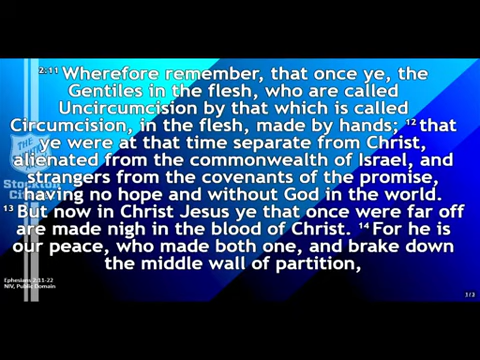 2:11 Wherefore remember, that once ye, the
Gentiles in the flesh, who are called
Uncircumcision by that which is called
Circumcision, in the flesh, made by hands; 12 that
ye were at that time separate from Christ,
alienated from the commonwealth of Israel, and
strangers from the covenants of the promise,
having no hope and without God in the world.
13 But now in Christ Jesus ye that once were far off
are made nigh in the blood of Christ. 14 For he is
our peace, who made both one, and brake down
the middle wall of partition,
THE
Stockton
Ephesians 2:11-22
NIV, Public Domain
1/2